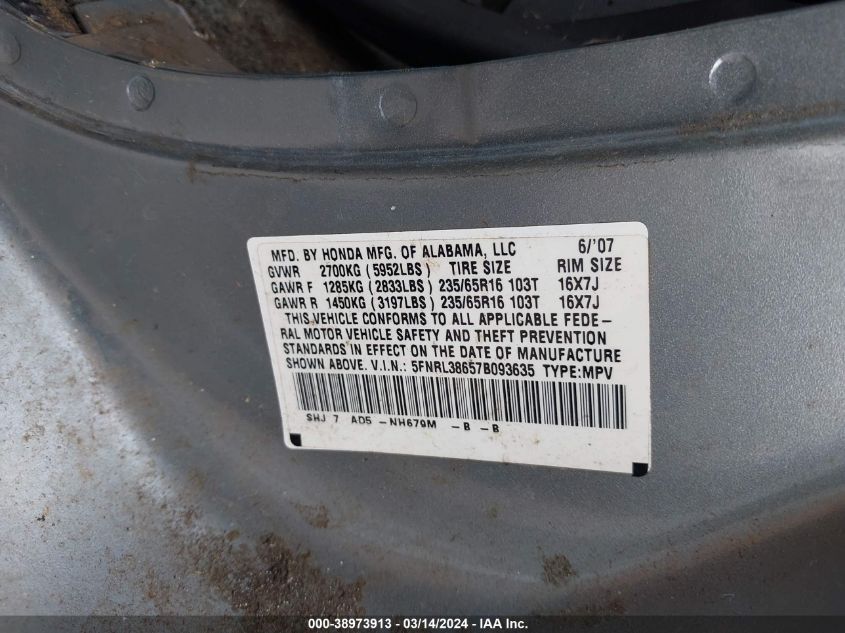 MFD. BY HONDA MFG. OF ALABAMA, LLC 6/'07
GVWR 2700KG (5952LBS) TIRE SIZE RIM SIZE
GAWR F 1285KG (2833LBS) 235/65R16 103T 16X7J
GAWR R 1450KG (3197LBS) 235/65R16 103T 16X7J
THIS VEHICLE CONFORMS TO ALL APPLICABLE FEDE-
RAL MOTOR VEHICLE SAFETY AND THEFT PREVENTION
STANDARDS IN EFFECT ON THE DATE OF MANUFACTURE
SHOWN ABOVE. V.I.N.: 5FNRL38657B093635 TYPE:MPV
SHJ 7 AD5 -NH679M -B -B
000-38973913 - 03/14/2024 - IAA Inc.